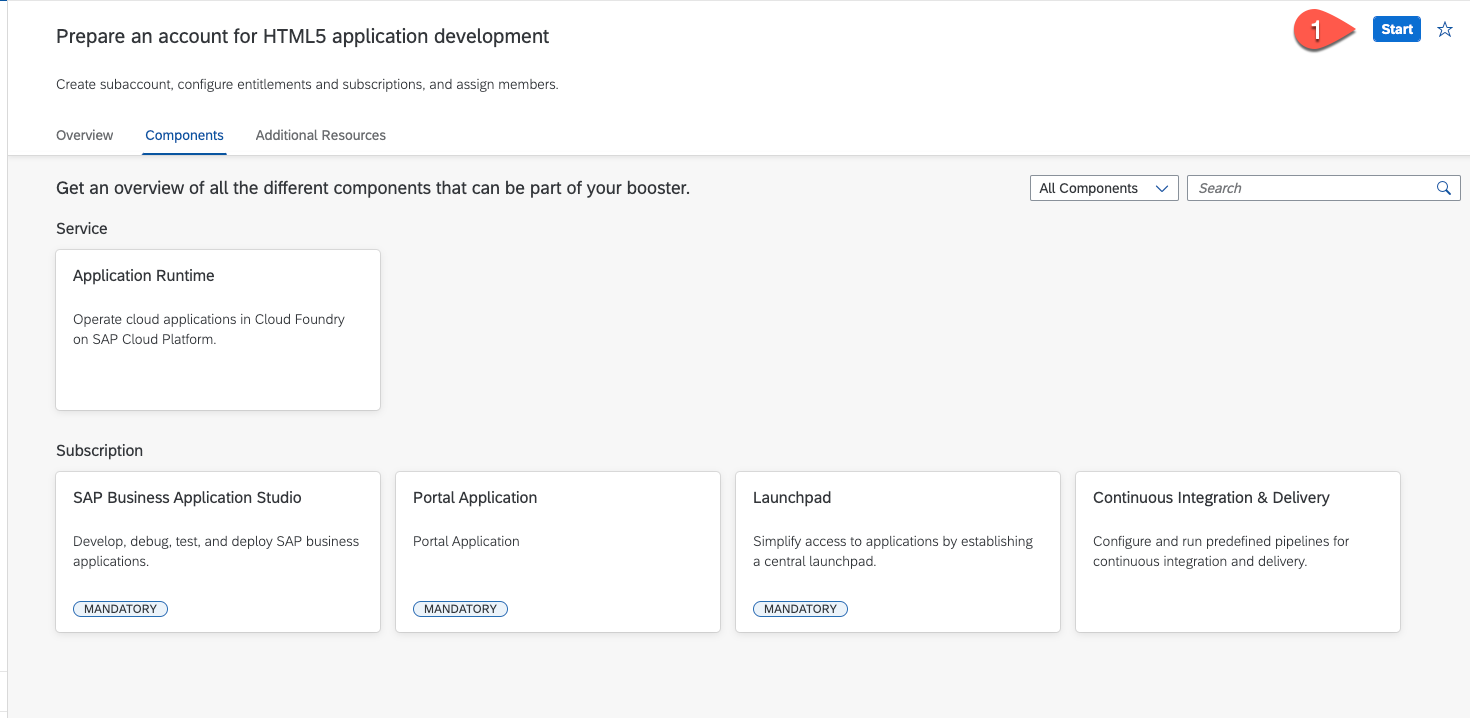 Prepare an account for HTML5 application development
1
Start
Create subaccount, configure entitlements and subscriptions, and assign members.
Overview
Components
Additional Resources
Get an overview of all the different components that can be part of your booster.
All Components
Search
Service
Application Runtime
Operate cloud applications in Cloud Foundry
on SAP Cloud Platform.
Subscription
SAP Business Application Studio
Develop, debug, test, and deploy SAP business
applications.
MANDATORY
Portal Application
Portal Application
MANDATORY
Launchpad
Simplify access to applications by establishing
a central launchpad.
MANDATORY
Continuous Integration & Delivery
Configure and run predefined pipelines for
continuous integration and delivery.